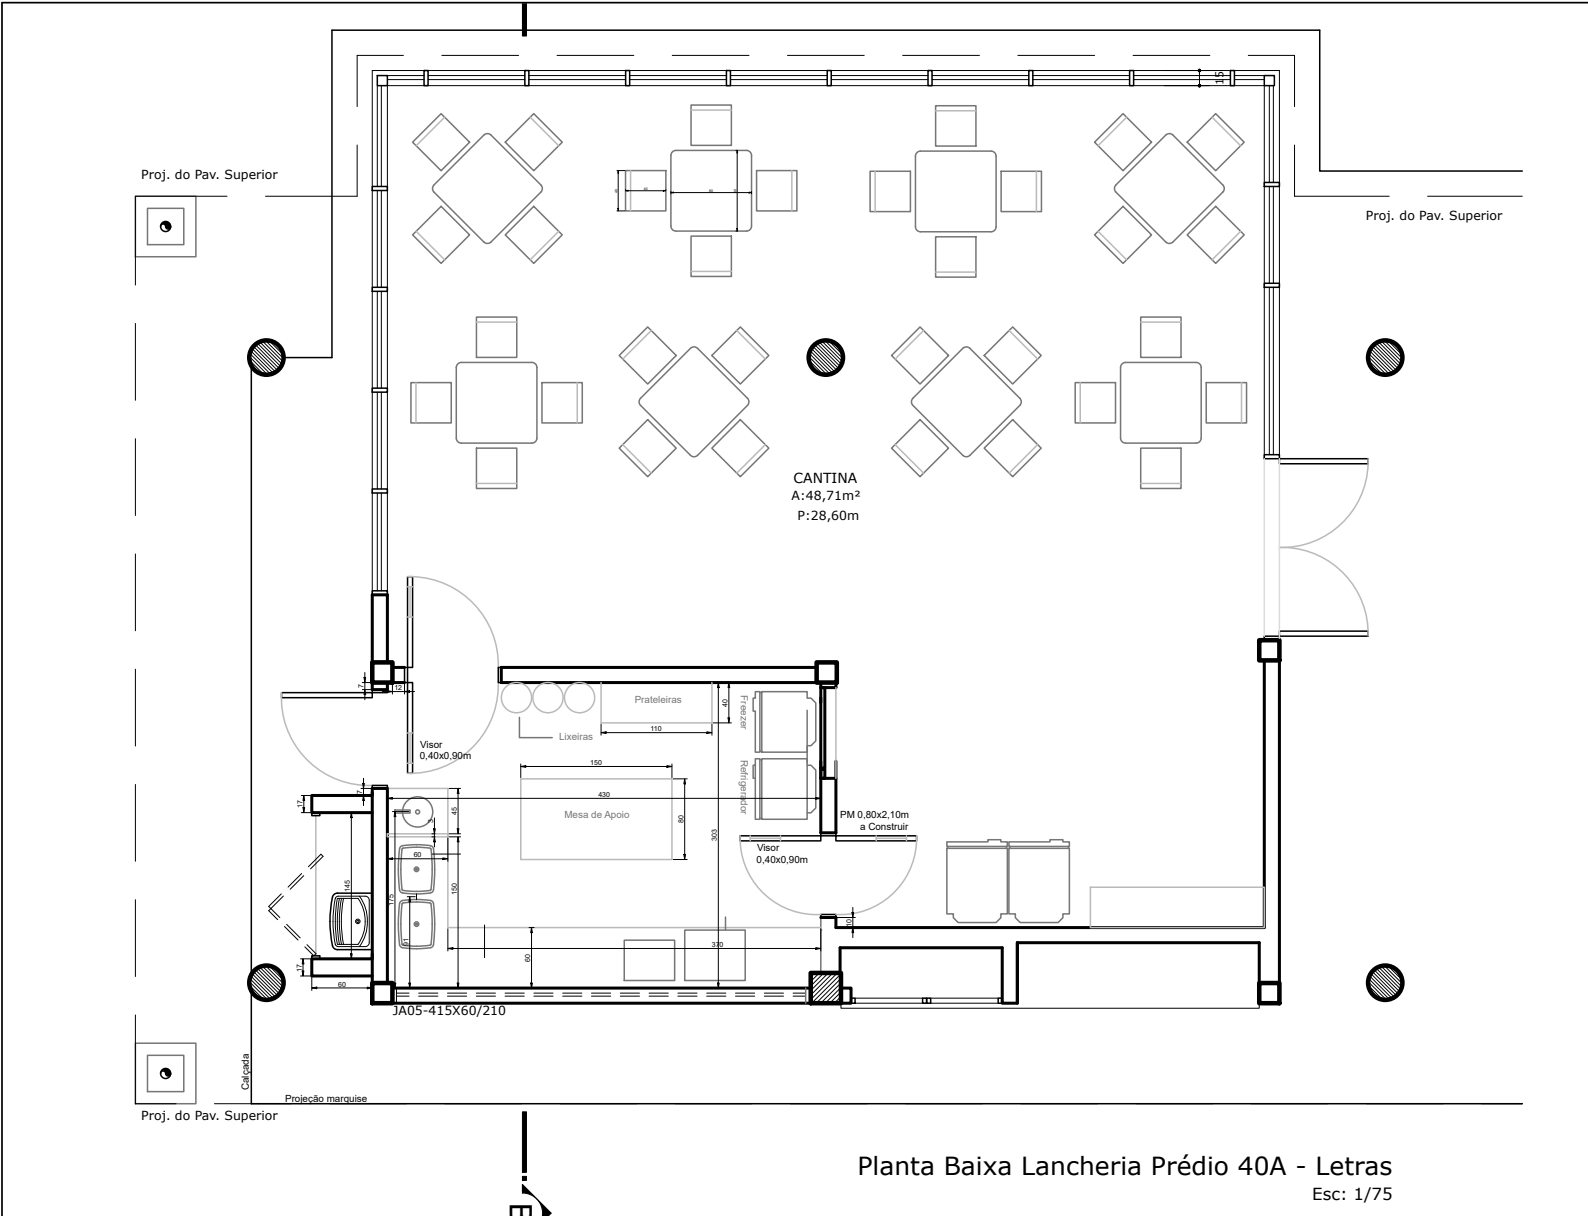 15
Proj. do Pav. Superior
Proj. do Pav. Superior
CANTINA
A:48,71m²
P:28,60m
7
12
Prateleiras
40
Freezer
110
Lixeiras
Visor
0,40x0,90m
150
Refrigerador
7
17
45
430
Mesa de Apoio
80
303
PM 0,80x2,10m
a Construir
3
60
Visor
0,40x0,90m
145
175
150
10
61
60
370
17
60
JA05-415X60/210
Calçada
Projeção marquise
Proj. do Pav. Superior
Planta Baixa Lancheria Prédio 40A - Letras
Esc: 1/75
E